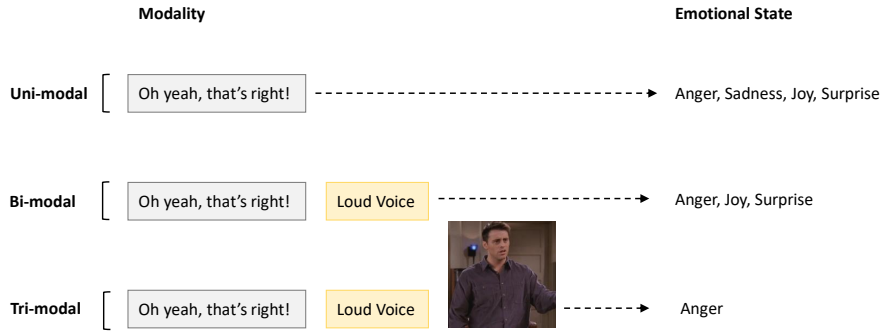 Modality Emotional State
Uni-modal Oh yeah, that's right! Anger, Sadness, Joy, Surprise
Bi-modal Oh yeah, that's right! Loud Voice Anger, Joy, Surprise
Tri-modal Oh yeah, that's right! Loud Voice Anger